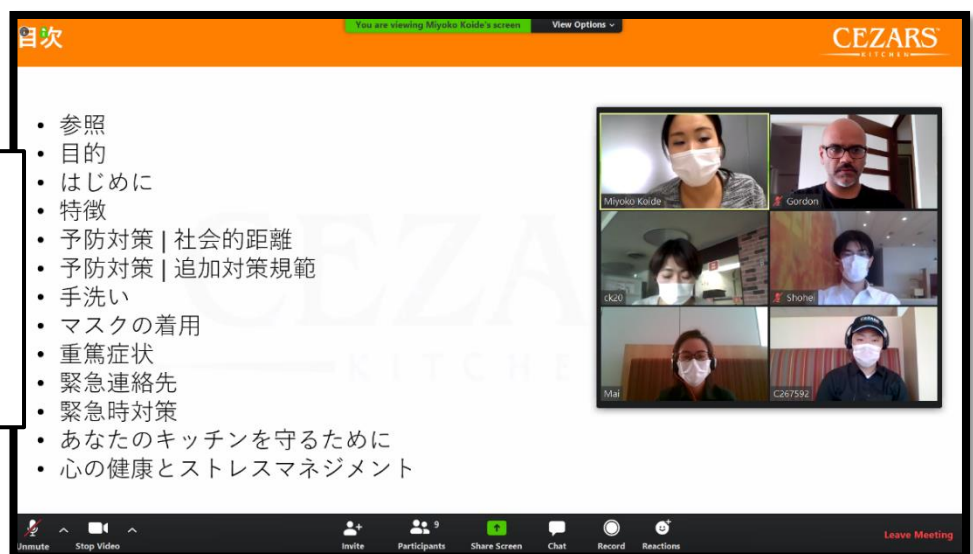 You are viewing Miyoko Koide's screen
View Options
目次
CEZARS
KITCHEN
• 参照
• 目的
• はじめに
• 特徴
• 予防対策 | 社会的距離
• 予防対策 | 追加対策規範
• 手洗い
• マスクの着用
• 重篤症状
• 緊急連絡先
• 緊急時対策
• あなたのキッチンを守るために
• 心の健康とストレスマネジメント
Miyoko Koide
Gordon
ck20
Shohei
Mai
C267592
CEZA
KITCHE
Unmute
Stop Video
Invite
Participants
9
Share Screen
Chat
Record
Reactions
Leave Meeting